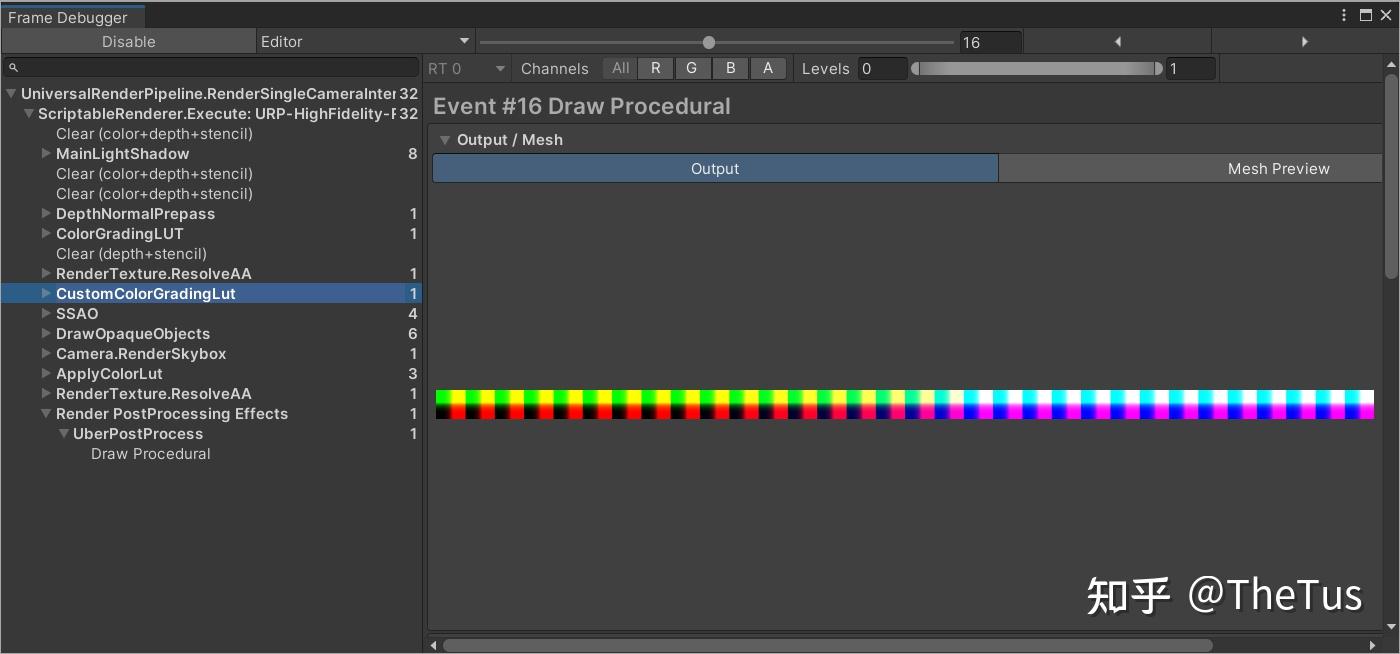 Frame Debugger
Disable
Editor
16
RT 0
Channels
All
R
G
B
A
Levels
0
1
UniversalRenderPipeline.RenderSingleCameraInter 32
ScriptableRenderer.Execute: URP-HighFidelity-F 32
Clear (color+depth+stencil)
MainLightShadow 8
Clear (color+depth+stencil)
Clear (color+depth+stencil)
DepthNormalPrepass 1
ColorGradingLUT 1
Clear (depth+stencil)
RenderTexture.ResolveAA 1
CustomColorGradingLut 1
SSAO 4
DrawOpaqueObjects 6
Camera.RenderSkybox 1
ApplyColorLut 3
RenderTexture.ResolveAA 1
Render PostProcessing Effects 1
UberPostProcess 1
Draw Procedural
Event #16 Draw Procedural
Output / Mesh
Output
Mesh Preview
知乎 @TheTus